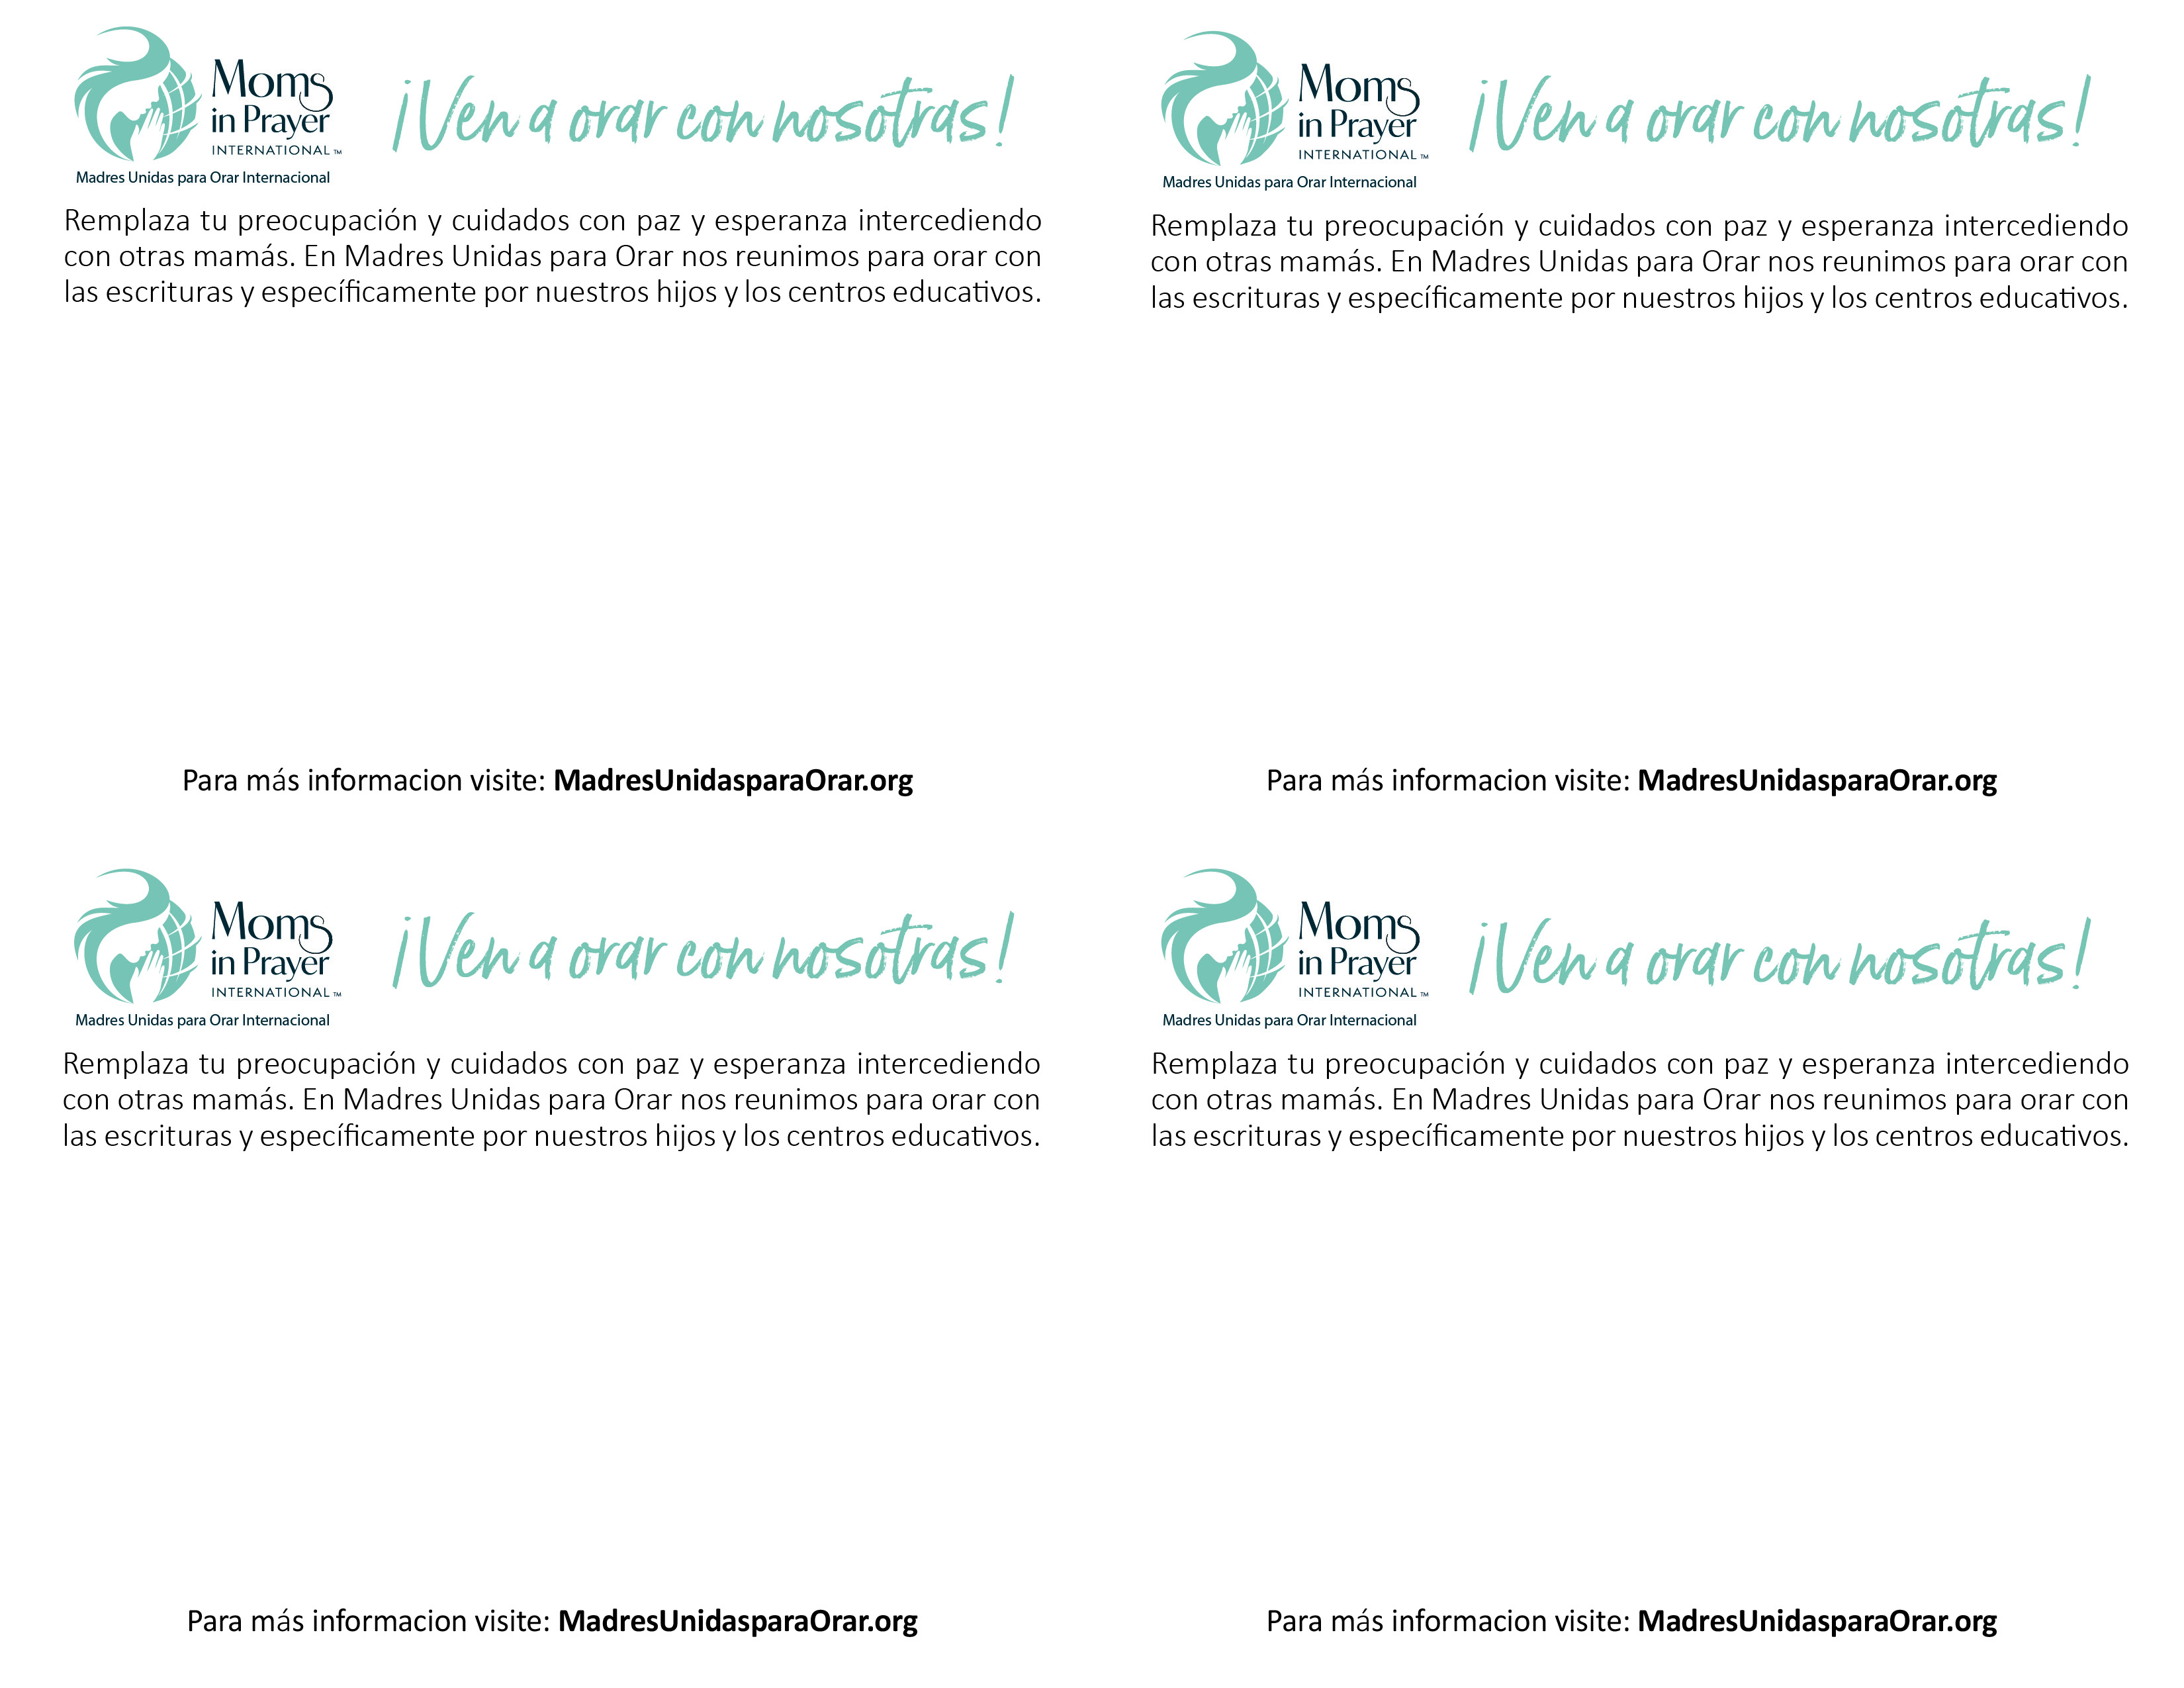 Moms
in Prayer
INTERNATIONAL™
Madres Unidas para Orar Internacional
¡Ven a orar con nosotras!
Remplaza tu preocupación y cuidados con paz y esperanza intercediendo
con otras mamás. En Madres Unidas para Orar nos reunimos para orar con
las escrituras y específicamente por nuestros hijos y los centros educativos.
Para más informacion visite: MadresUnidasparaOrar.org
Moms
in Prayer
INTERNATIONAL™
Madres Unidas para Orar Internacional
¡Ven a orar con nosotras!
Remplaza tu preocupación y cuidados con paz y esperanza intercediendo
con otras mamás. En Madres Unidas para Orar nos reunimos para orar con
las escrituras y específicamente por nuestros hijos y los centros educativos.
Para más informacion visite: MadresUnidasparaOrar.org
Moms
in Prayer
INTERNATIONAL™
Madres Unidas para Orar Internacional
¡Ven a orar con nosotras!
Remplaza tu preocupación y cuidados con paz y esperanza intercediendo
con otras mamás. En Madres Unidas para Orar nos reunimos para orar con
las escrituras y específicamente por nuestros hijos y los centros educativos.
Para más informacion visite: MadresUnidasparaOrar.org
Moms
in Prayer
INTERNATIONAL™
Madres Unidas para Orar Internacional
¡Ven a orar con nosotras!
Remplaza tu preocupación y cuidados con paz y esperanza intercediendo
con otras mamás. En Madres Unidas para Orar nos reunimos para orar con
las escrituras y específicamente por nuestros hijos y los centros educativos.
Para más informacion visite: MadresUnidasparaOrar.org